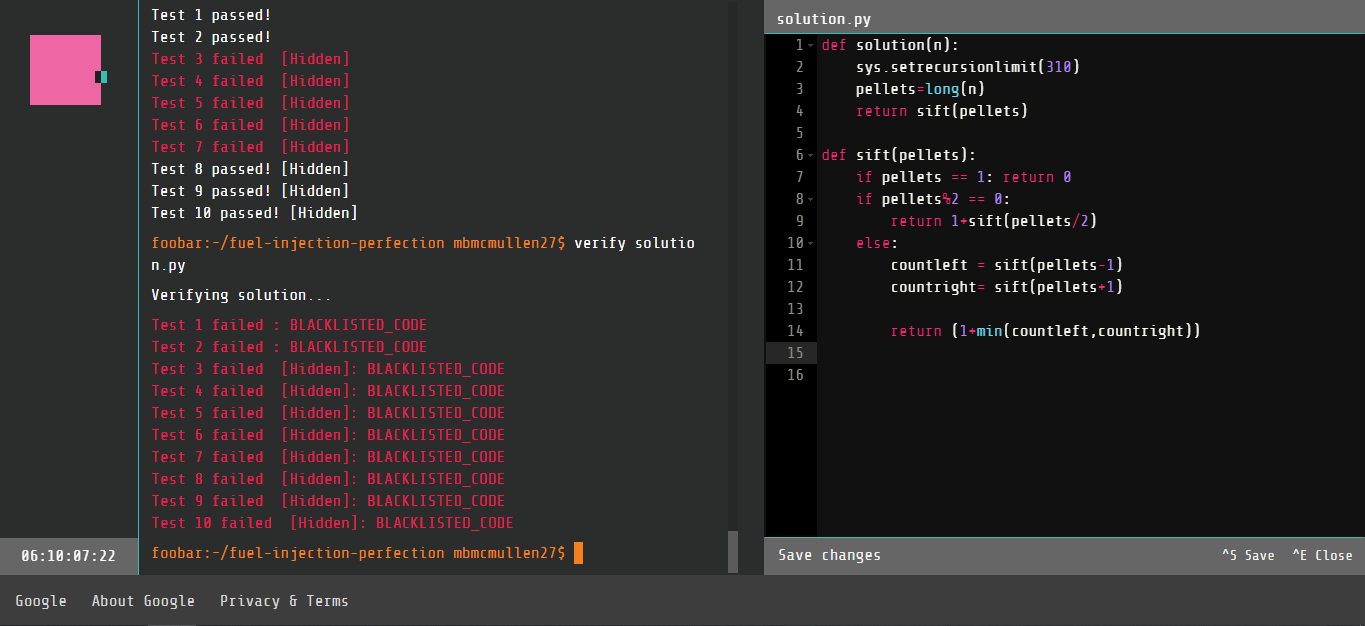 Test 1 passed!
Test 2 passed!
Test 3 failed  [Hidden]
Test 4 failed  [Hidden]
Test 5 failed  [Hidden]
Test 6 failed  [Hidden]
Test 7 failed  [Hidden]
Test 8 passed! [Hidden]
Test 9 passed! [Hidden]
Test 10 passed! [Hidden]
foobar:~/fuel-injection-perfection mbmcmullen27$ verify solutio
n.py
Verifying solution...
Test 1 failed : BLACKLISTED_CODE
Test 2 failed : BLACKLISTED_CODE
Test 3 failed  [Hidden]: BLACKLISTED_CODE
Test 4 failed  [Hidden]: BLACKLISTED_CODE
Test 5 failed  [Hidden]: BLACKLISTED_CODE
Test 6 failed  [Hidden]: BLACKLISTED_CODE
Test 7 failed  [Hidden]: BLACKLISTED_CODE
Test 8 failed  [Hidden]: BLACKLISTED_CODE
Test 9 failed  [Hidden]: BLACKLISTED_CODE
Test 10 failed  [Hidden]: BLACKLISTED_CODE
foobar:~/fuel-injection-perfection mbmcmullen27$
06:10:07:22
solution.py
1 def solution(n):
2     sys.setrecursionlimit(310)
3     pellets=long(n)
4     return sift(pellets)
5
6 def sift(pellets):
7     if pellets == 1: return 0
8     if pellets%2 == 0:
9         return 1+sift(pellets/2)
10     else:
11         countleft = sift(pellets-1)
12         countright= sift(pellets+1)
13
14         return (1+min(countleft,countright))
15
16
Save changes ^S Save ^E Close
Google About Google Privacy & Terms